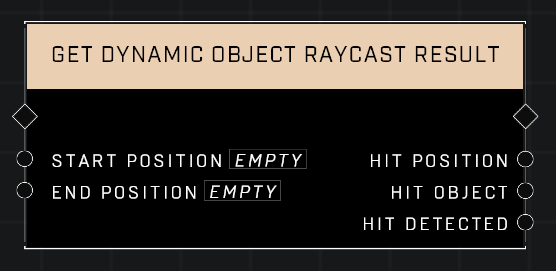 GET DYNAMIC OBJECT RAYCAST RESULT
START POSITION EMPTY HIT POSITION
END POSITION EMPTY HIT OBJECT
HIT DETECTED